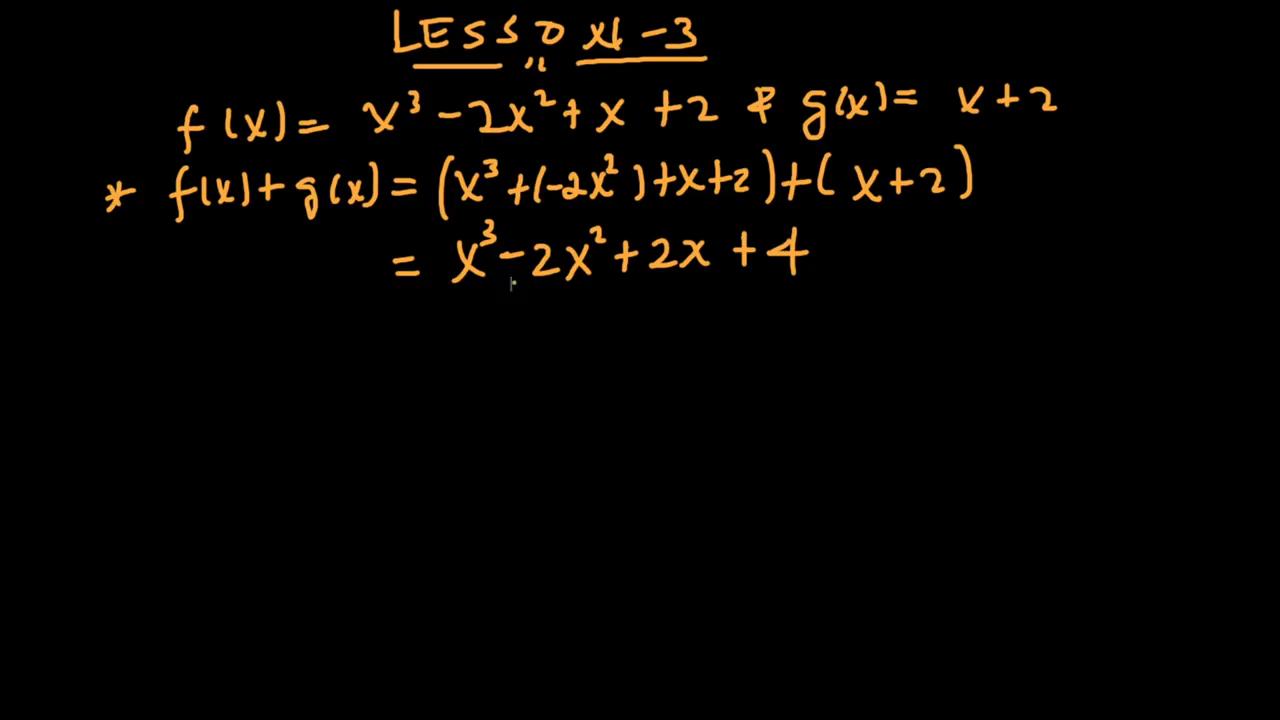 LESSON-3
f(x) = x³ - 2x² + x + 2 & g(x) = x + 2
* f(x) + g(x) = (x³ + (-2x²) + x + 2) + (x + 2)
= x³ - 2x² + 2x + 4